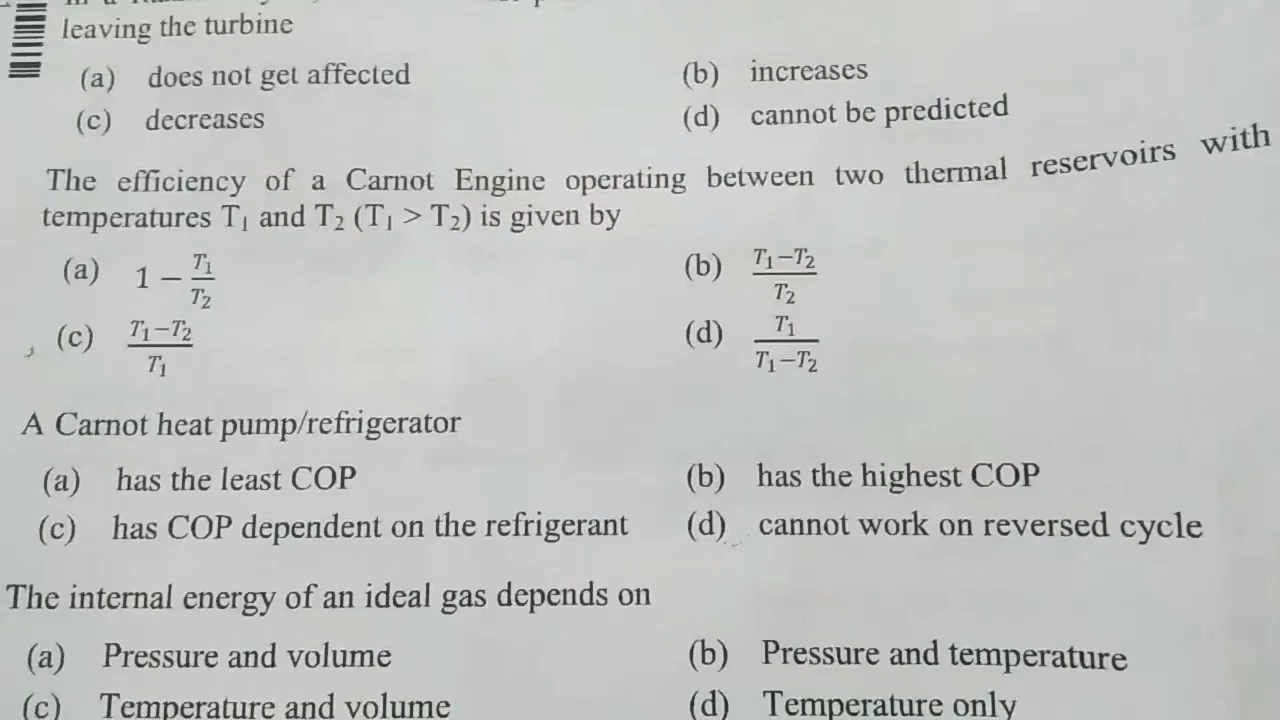 leaving the turbine
(a) does not get affected (b) increases
(c) decreases (d) cannot be predicted
The efficiency of a Carnot Engine operating between two thermal reservoirs with
temperatures T₁ and T₂ (T₁ > T₂) is given by
(a) 1 − T₁/T₂ (b) T₁−T₂/T₂
(c) T₁−T₂/T₁ (d) T₁/T₁−T₂
A Carnot heat pump/refrigerator
(a) has the least COP (b) has the highest COP
(c) has COP dependent on the refrigerant (d) cannot work on reversed cycle
The internal energy of an ideal gas depends on
(a) Pressure and volume (b) Pressure and temperature
(c) Temperature and volume (d) Temperature only